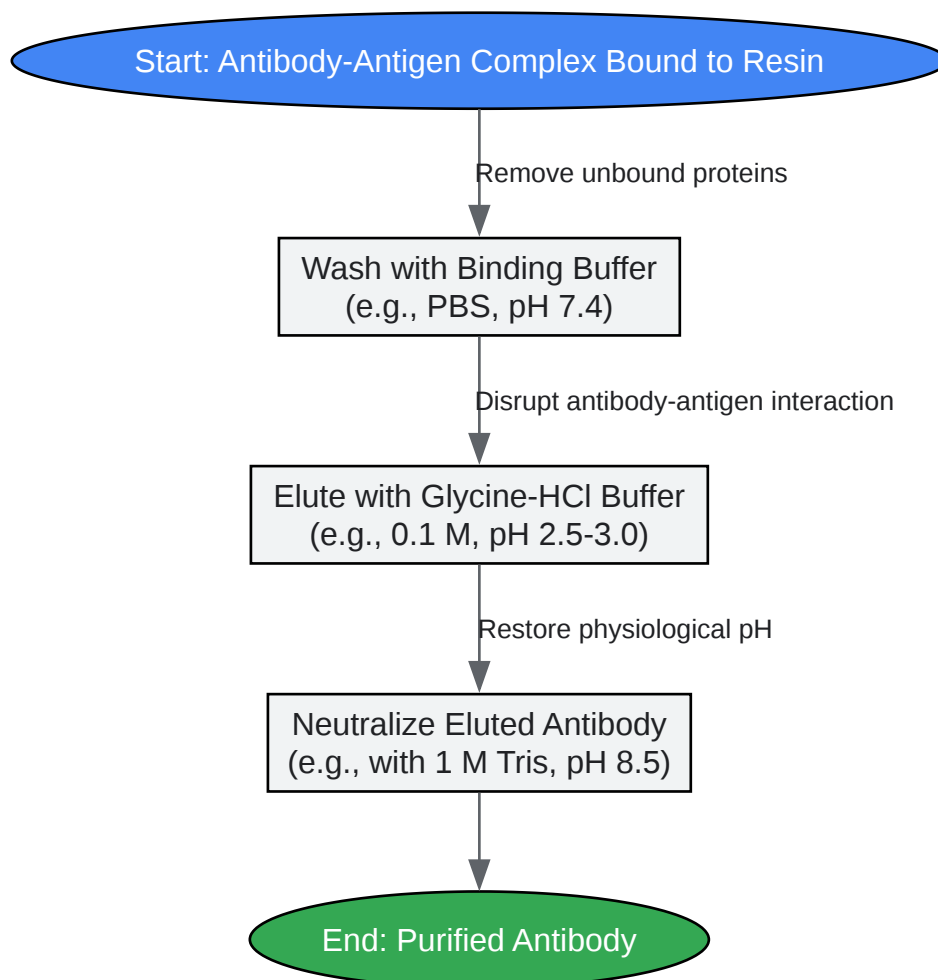 Start: Antibody-Antigen Complex Bound to Resin
Remove unbound proteins
Wash with Binding Buffer
(e.g., PBS, pH 7.4)
Disrupt antibody-antigen interaction
Elute with Glycine-HCl Buffer
(e.g., 0.1 M, pH 2.5-3.0)
Restore physiological pH
Neutralize Eluted Antibody
(e.g., with 1 M Tris, pH 8.5)
End: Purified Antibody